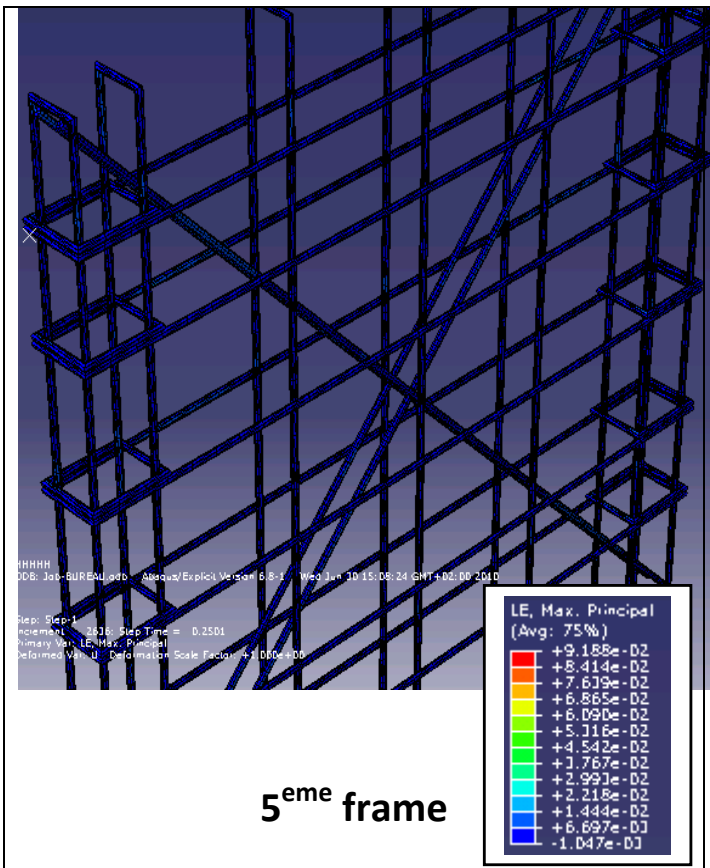 HHHHH
ODB: Job-BUREAU.odb Abaqus/Explicit Version 6.8-1 Wed Jun 30 15:08:24 GMT+02:00 2010
Step: Step-1
Increment 2636: Step Time = 0.2501
Primary Var: LE, Max. Principal
Deformed Var: U Deformation Scale Factor: +1.000e+00
LE, Max. Principal
(Avg: 75%)
+9.188e-02
+8.414e-02
+7.639e-02
+6.865e-02
+6.090e-02
+5.316e-02
+4.542e-02
+3.767e-02
+2.993e-02
+2.218e-02
+1.444e-02
+6.697e-03
-1.047e-03
5eme frame